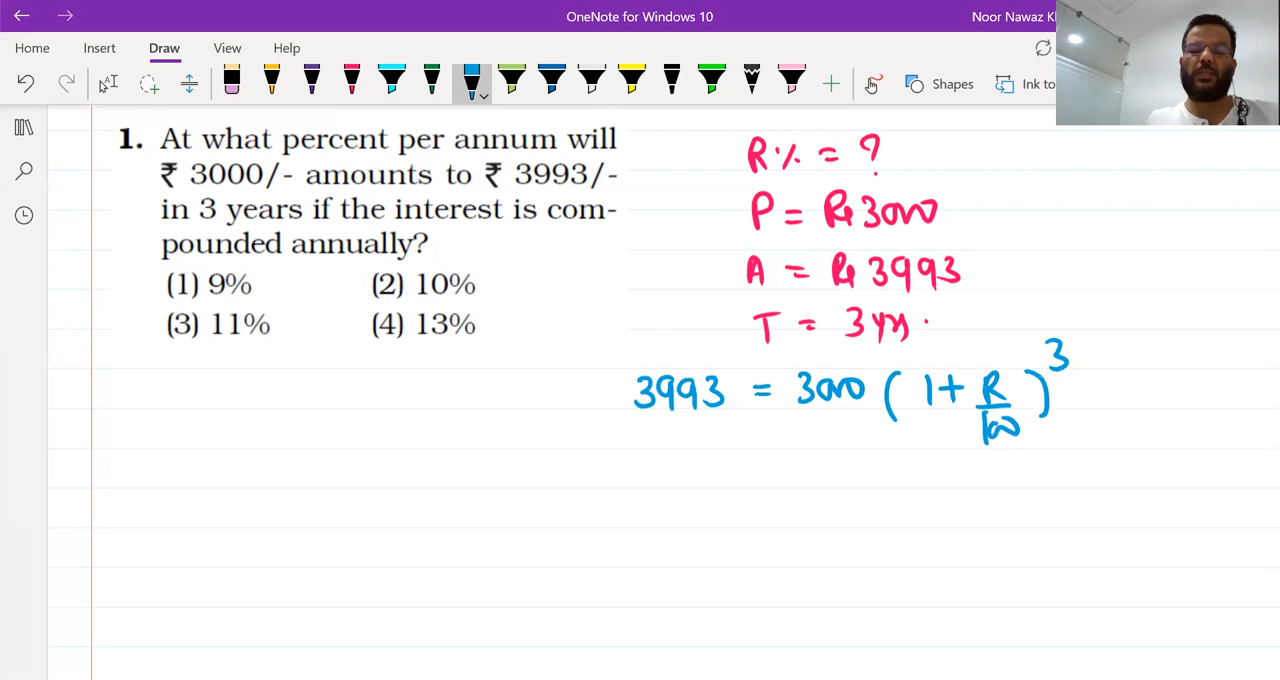 OneNote for Windows 10
Noor Nawaz Kh
Home Insert Draw View Help
Shapes
Ink to
1. At what percent per annum will
₹ 3000/- amounts to ₹ 3993/-
in 3 years if the interest is com-
pounded annually?
(1) 9% (2) 10%
(3) 11% (4) 13%
R% = ?
P = Rs 3000
A = Rs 3993
T = 3 yrs.
3993 = 3000 ( 1 + R/100 )^3